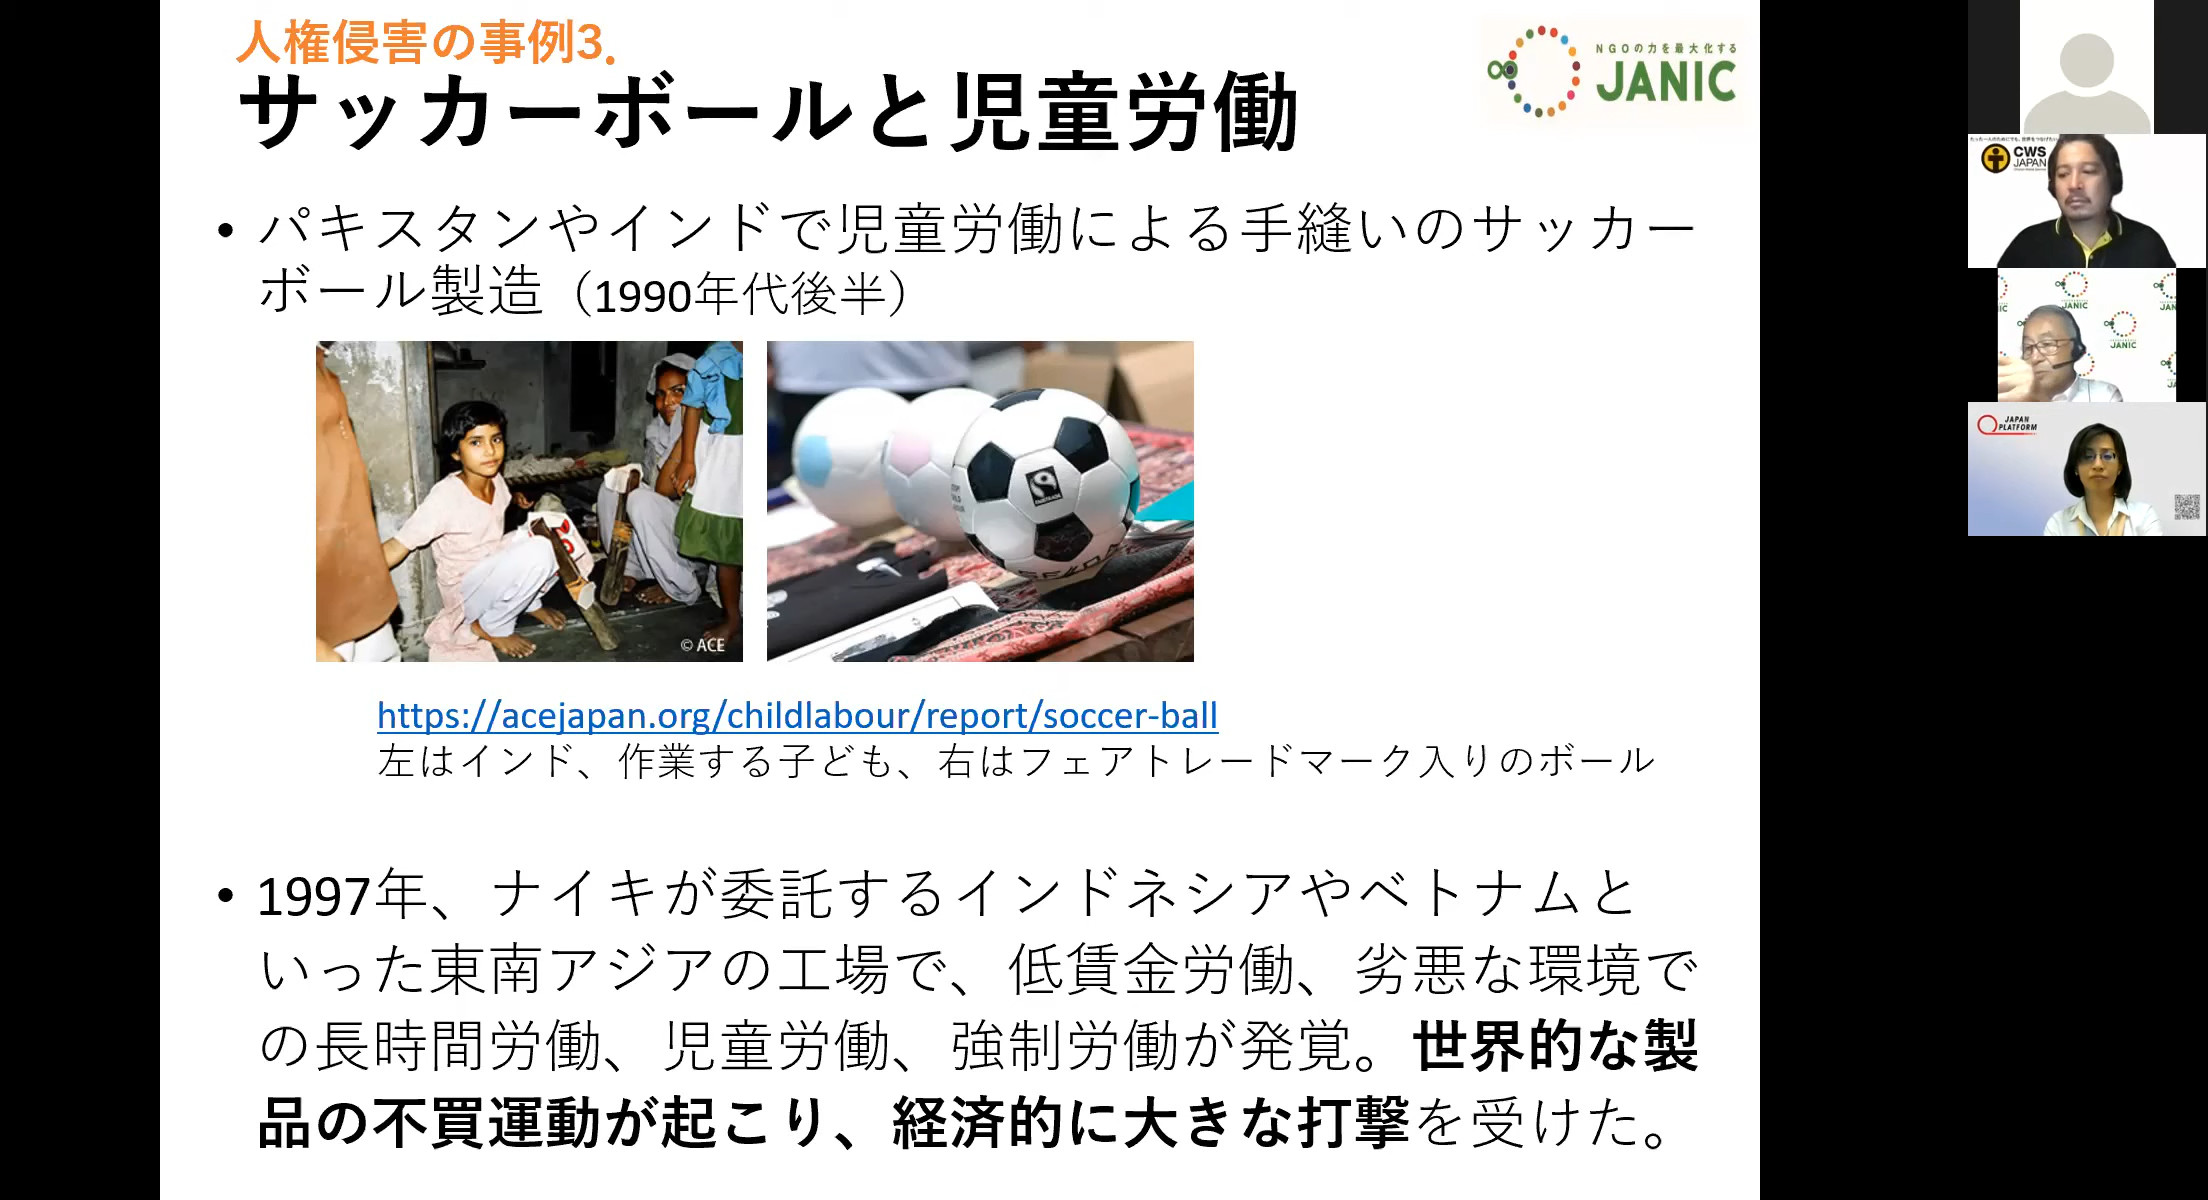 人権侵害の事例3.
サッカーボールと児童労働
NGOの力を最大化する
JANIC
• パキスタンやインドで児童労働による手縫いのサッカー
ボール製造（1990年代後半）
© ACE
FAIRTRADE
https://acejapan.org/childlabour/report/soccer-ball
左はインド、作業する子ども、右はフェアトレードマーク入りのボール
• 1997年、ナイキが委託するインドネシアやベトナムと
いった東南アジアの工場で、低賃金労働、劣悪な環境で
の長時間労働、児童労働、強制労働が発覚。世界的な製
品の不買運動が起こり、経済的に大きな打撃を受けた。
CWS
JAPAN
JANIC
JANIC
JAPAN
PLATFORM